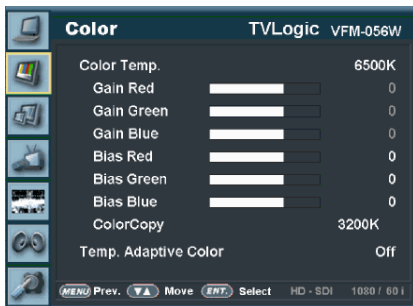 Color TVLogic VFM-056W
Color Temp. 6500K
Gain Red 0
Gain Green 0
Gain Blue 0
Bias Red 0
Bias Green 0
Bias Blue 0
ColorCopy 3200K
Temp. Adaptive Color Off
MENU Prev. ▼▲ Move ENT. Select HD - SDI 1080 / 60 i